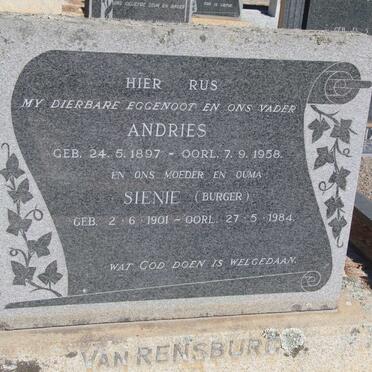 HIER RUS
MY DIERBARE EGGENOOT EN ONS VADER
ANDRIES
GEB. 24.5.1897 – OORL. 7.9.1958.
EN ONS MOEDER EN OUMA
SIENIE (BURGER)
GEB. 2-6-1901 – OORL. 27-5-1984.
WAT GOD DOEN IS WELGEDAAN.
VAN RENSBURG